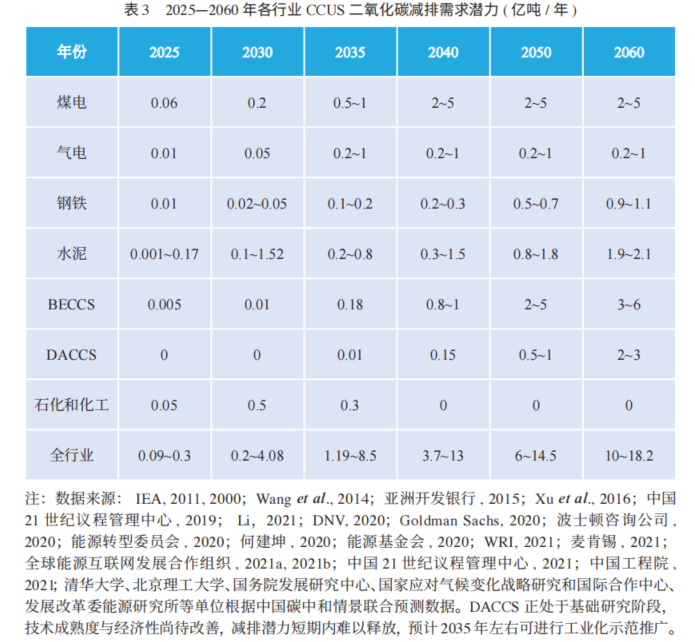 表 3 2025—2060 年各行业 CCUS 二氧化碳减排需求潜力 ( 亿吨 / 年 )
年份 2025 2030 2035 2040 2050 2060
煤电 0.06 0.2 0.5~1 2~5 2~5 2~5
气电 0.01 0.05 0.2~1 0.2~1 0.2~1 0.2~1
钢铁 0.01 0.02~0.05 0.1~0.2 0.2~0.3 0.5~0.7 0.9~1.1
水泥 0.001~0.17 0.1~1.52 0.2~0.8 0.3~1.5 0.8~1.8 1.9~2.1
BECCS 0.005 0.01 0.18 0.8~1 2~5 3~6
DACCS 0 0 0.01 0.15 0.5~1 2~3
石化和化工 0.05 0.5 0.3 0 0 0
全行业 0.09~0.3 0.2~4.08 1.19~8.5 3.7~13 6~14.5 10~18.2
注：数据来源： IEA, 2011, 2000；Wang et al., 2014；亚洲开发银行 , 2015；Xu et al., 2016；中国
21 世纪议程管理中心 , 2019； Li，2021；DNV, 2020；Goldman Sachs, 2020；波士顿咨询公司 ,
2020；能源转型委员会 , 2020；何建坤 , 2020；能源基金会 , 2020；WRI, 2021；麦肯锡 , 2021；
全球能源互联网发展合作组织 , 2021a, 2021b；中国 21 世纪议程管理中心 , 2021；中国工程院 ,
2021；清华大学、北京理工大学、国务院发展研究中心、国家应对气候变化战略研究和国际合作中心、
发展改革委能源研究所等单位根据中国碳中和情景联合预测数据。DACCS 正处于基础研究阶段，
技术成熟度与经济性尚待改善，减排潜力短期内难以释放，预计 2035 年左右可进行工业化示范推广。